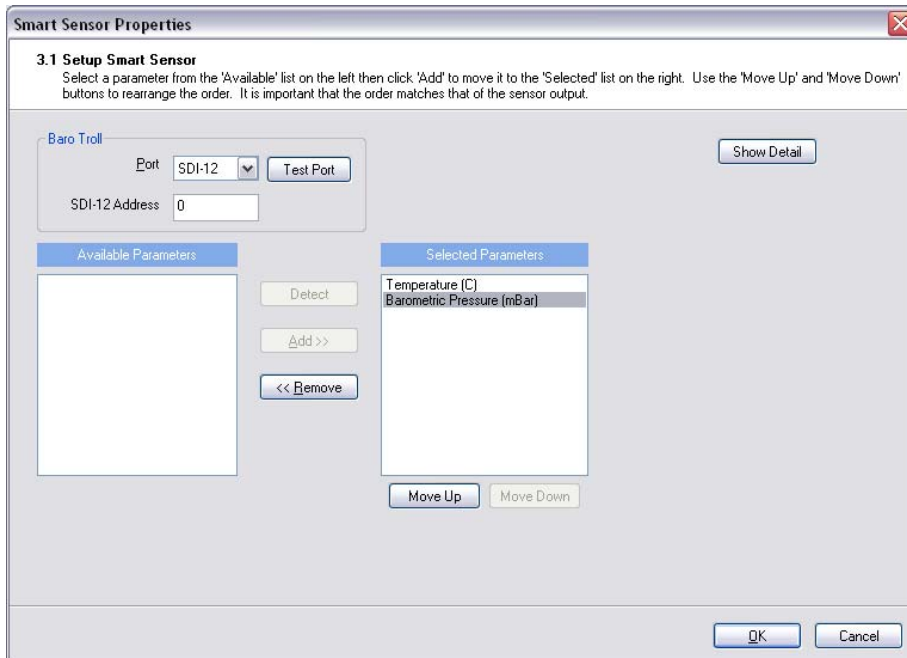 Smart Sensor Properties
3.1 Setup Smart Sensor
Select a parameter from the 'Available' list on the left then click 'Add' to move it to the 'Selected' list on the right. Use the 'Move Up' and 'Move Down'
buttons to rearrange the order. It is important that the order matches that of the sensor output.
Baro Troll
Port
SDI-12
Test Port
Show Detail
SDI-12 Address
0
Available Parameters
Selected Parameters
Temperature (C)
Barometric Pressure (mBar)
Detect
Add >>
<< Remove
Move Up
Move Down
OK
Cancel